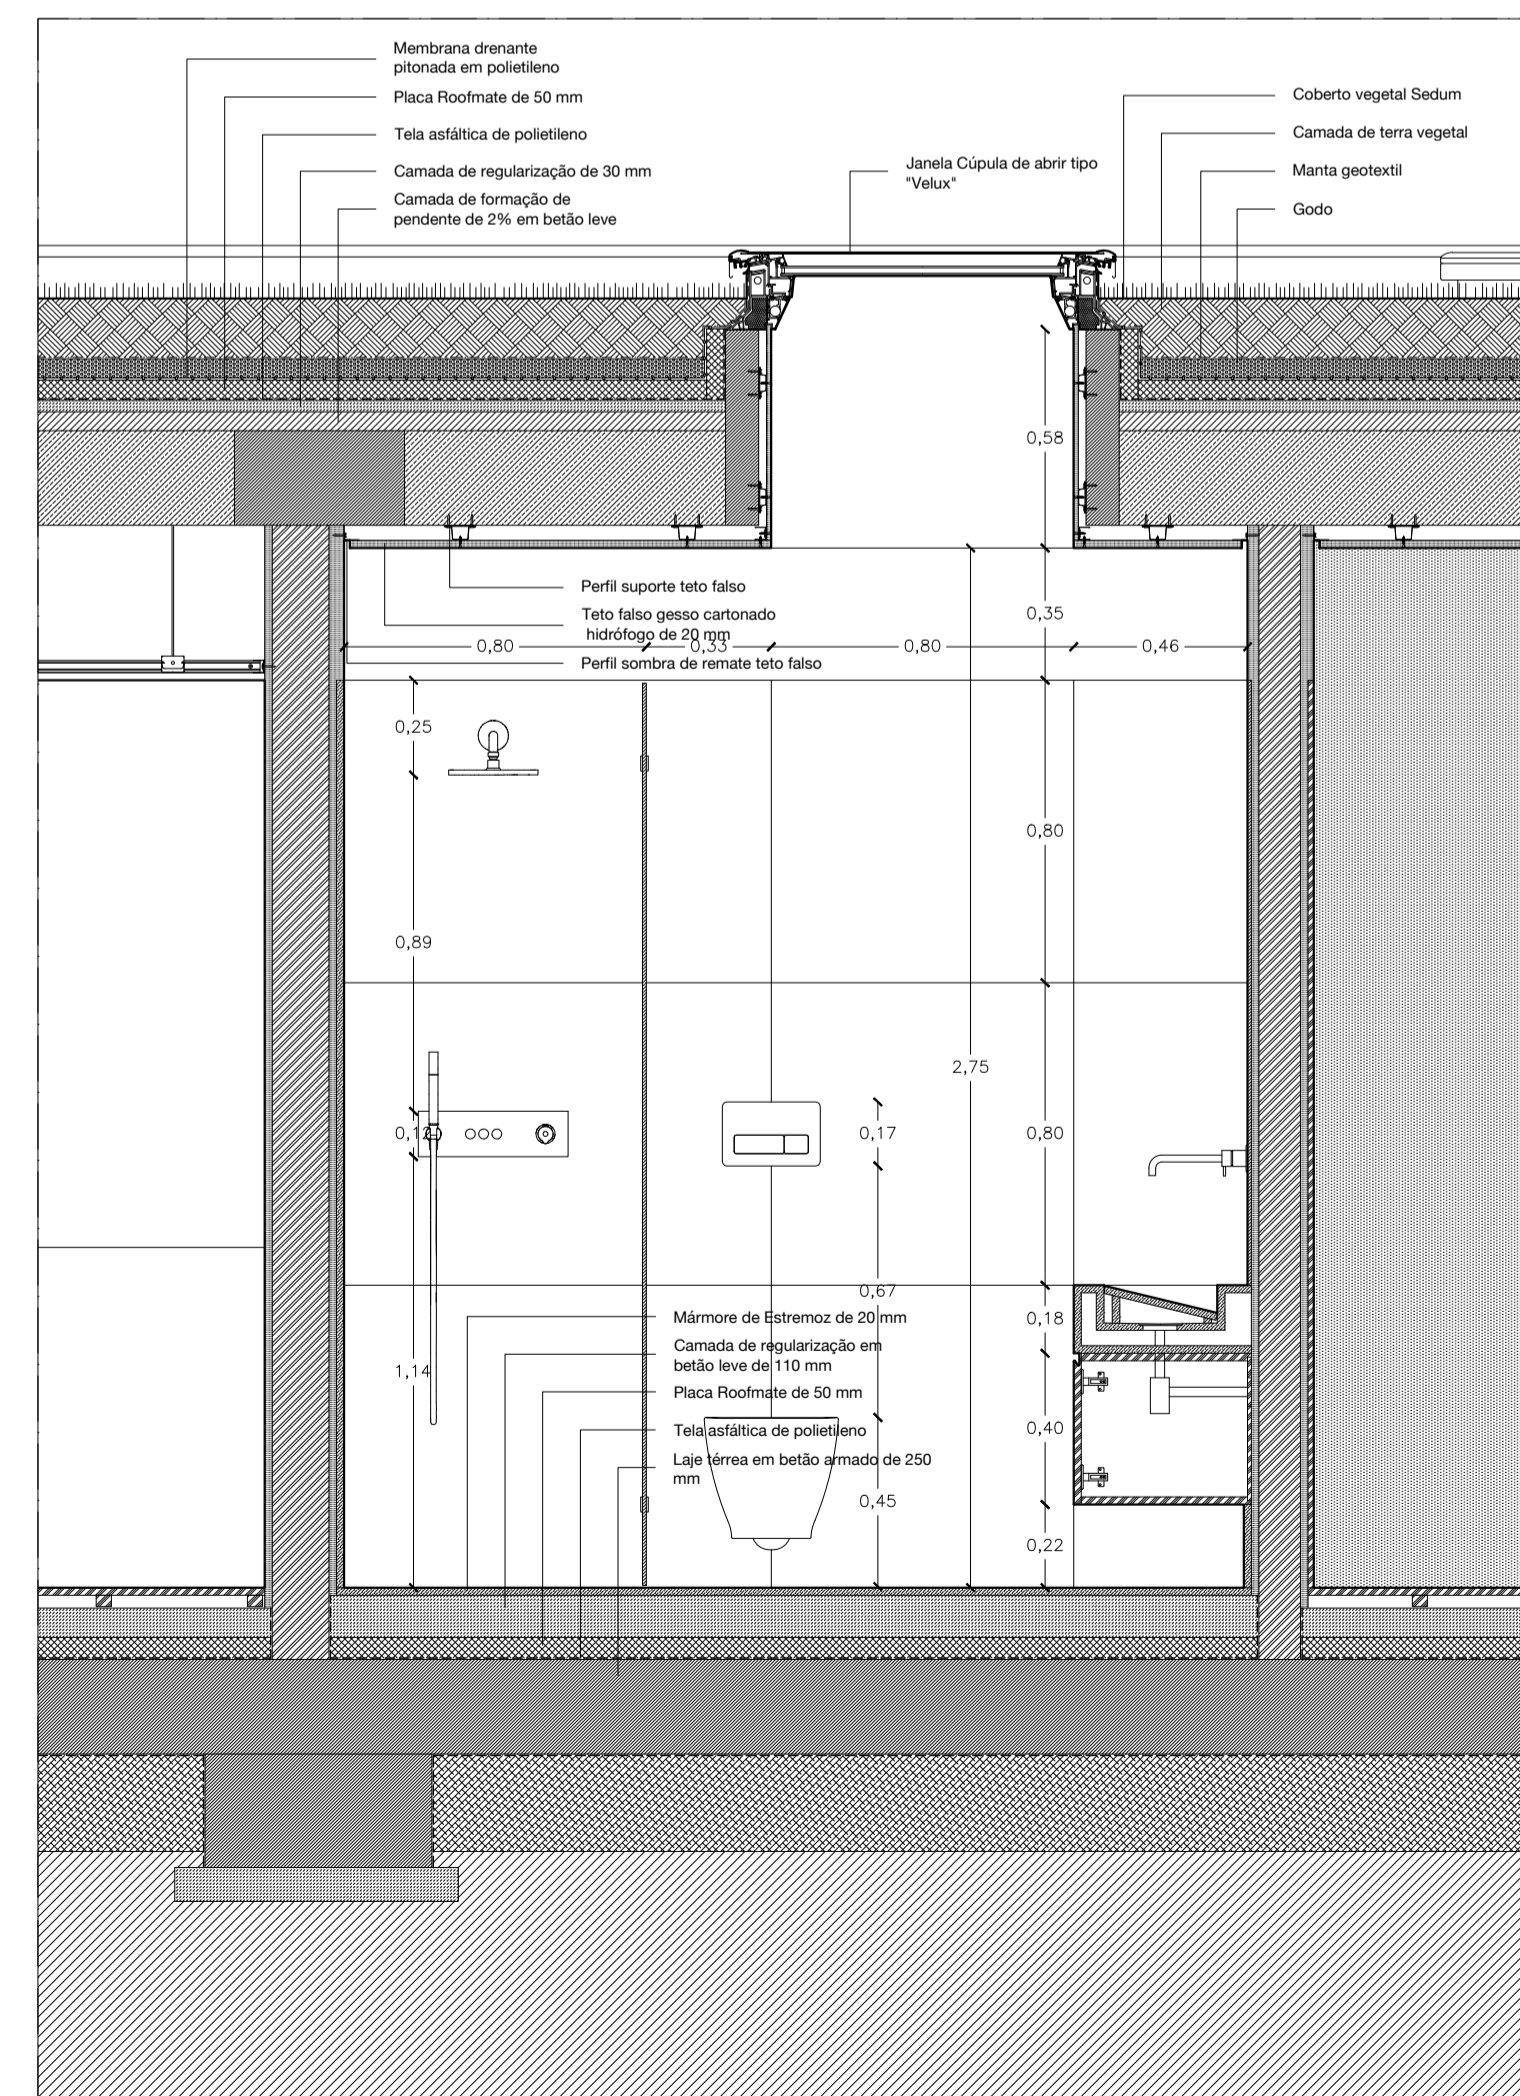 Membrana drenante
pitonada em polietileno
Placa Roofmate de 50 mm
Tela asfáltica de polietileno
Camada de regularização de 30 mm
Camada de formação de
pendente de 2% em betão leve
Janela Cúpula de abrir tipo
"Velux"
Coberto vegetal Sedum
Camada de terra vegetal
Manta geotextil
Godo
0,58
Perfil suporte teto falso
Teto falso gesso cartonado
hidrófogo de 20 mm
Perfil sombra de remate teto falso
0,35
0,80
0,33
0,80
0,46
0,25
0,80
0,89
2,75
0,12
0,17
0,80
0,67
Mármore de Estremoz de 20 mm
0,18
Camada de regularização em
betão leve de 110 mm
1,14
Placa Roofmate de 50 mm
Tela asfáltica de polietileno
0,40
Laje térrea em betão armado de 250
mm
0,45
0,22